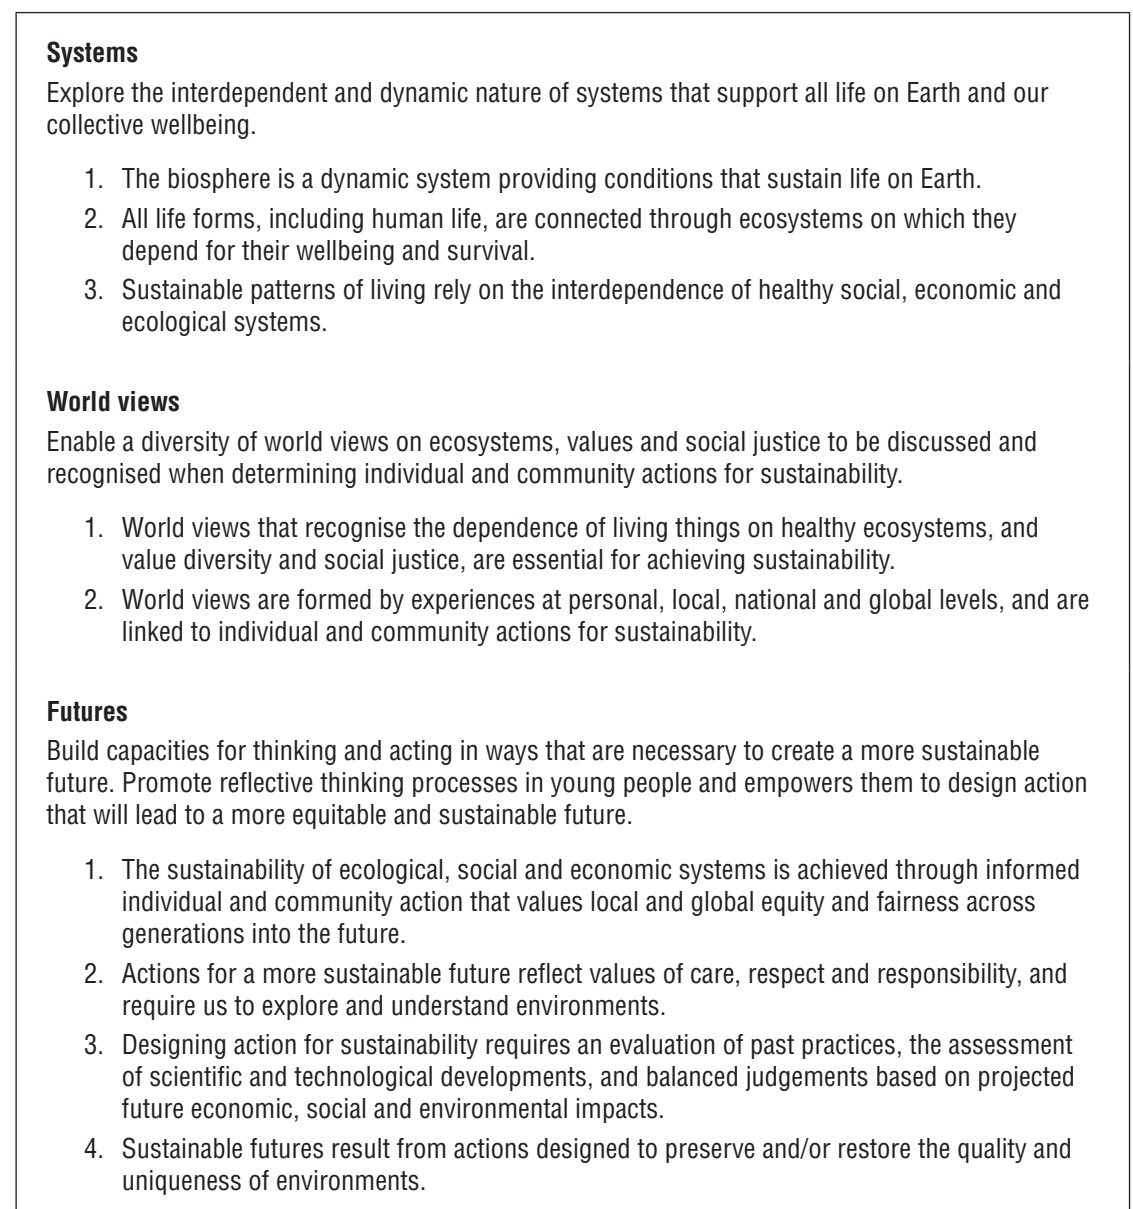 Systems
Explore the interdependent and dynamic nature of systems that support all life on Earth and our
collective wellbeing.
1. The biosphere is a dynamic system providing conditions that sustain life on Earth.
2. All life forms, including human life, are connected through ecosystems on which they
depend for their wellbeing and survival.
3. Sustainable patterns of living rely on the interdependence of healthy social, economic and
ecological systems.
World views
Enable a diversity of world views on ecosystems, values and social justice to be discussed and
recognised when determining individual and community actions for sustainability.
1. World views that recognise the dependence of living things on healthy ecosystems, and
value diversity and social justice, are essential for achieving sustainability.
2. World views are formed by experiences at personal, local, national and global levels, and are
linked to individual and community actions for sustainability.
Futures
Build capacities for thinking and acting in ways that are necessary to create a more sustainable
future. Promote reflective thinking processes in young people and empowers them to design action
that will lead to a more equitable and sustainable future.
1. The sustainability of ecological, social and economic systems is achieved through informed
individual and community action that values local and global equity and fairness across
generations into the future.
2. Actions for a more sustainable future reflect values of care, respect and responsibility, and
require us to explore and understand environments.
3. Designing action for sustainability requires an evaluation of past practices, the assessment
of scientific and technological developments, and balanced judgements based on projected
future economic, social and environmental impacts.
4. Sustainable futures result from actions designed to preserve and/or restore the quality and
uniqueness of environments.